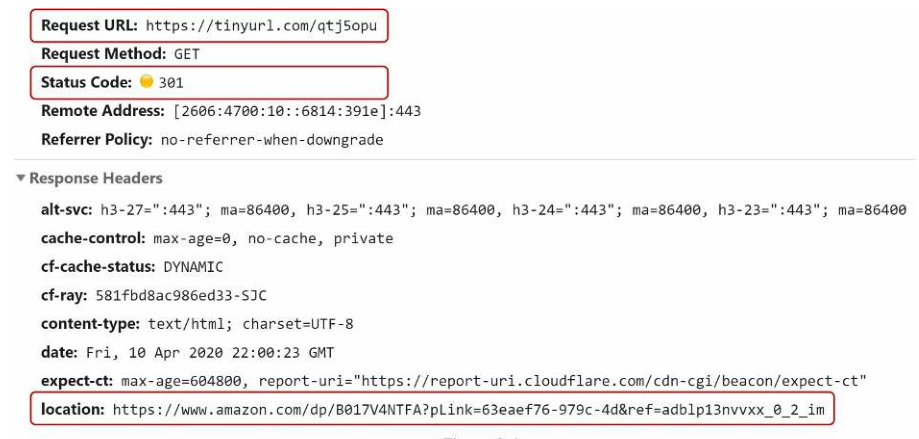 Request URL: https://tinyurl.com/qtj5opu
Request Method: GET
Status Code: 301
Remote Address: [2606:4700:10::6814:391e]:443
Referrer Policy: no-referrer-when-downgrade
Response Headers
alt-svc: h3-27=":443"; ma=86400, h3-25=":443"; ma=86400, h3-24=":443"; ma=86400, h3-23=":443"; ma=86400
cache-control: max-age=0, no-cache, private
cf-cache-status: DYNAMIC
cf-ray: 581fbd8ac986ed33-SJC
content-type: text/html; charset=UTF-8
date: Fri, 10 Apr 2020 22:00:23 GMT
expect-ct: max-age=604800, report-uri="https://report-uri.cloudflare.com/cdn-cgi/beacon/expect-ct"
location: https://www.amazon.com/dp/B017V4NTFA?pLink=63eaef76-979c-4d&ref=adblp13nvvxx_0_2_im